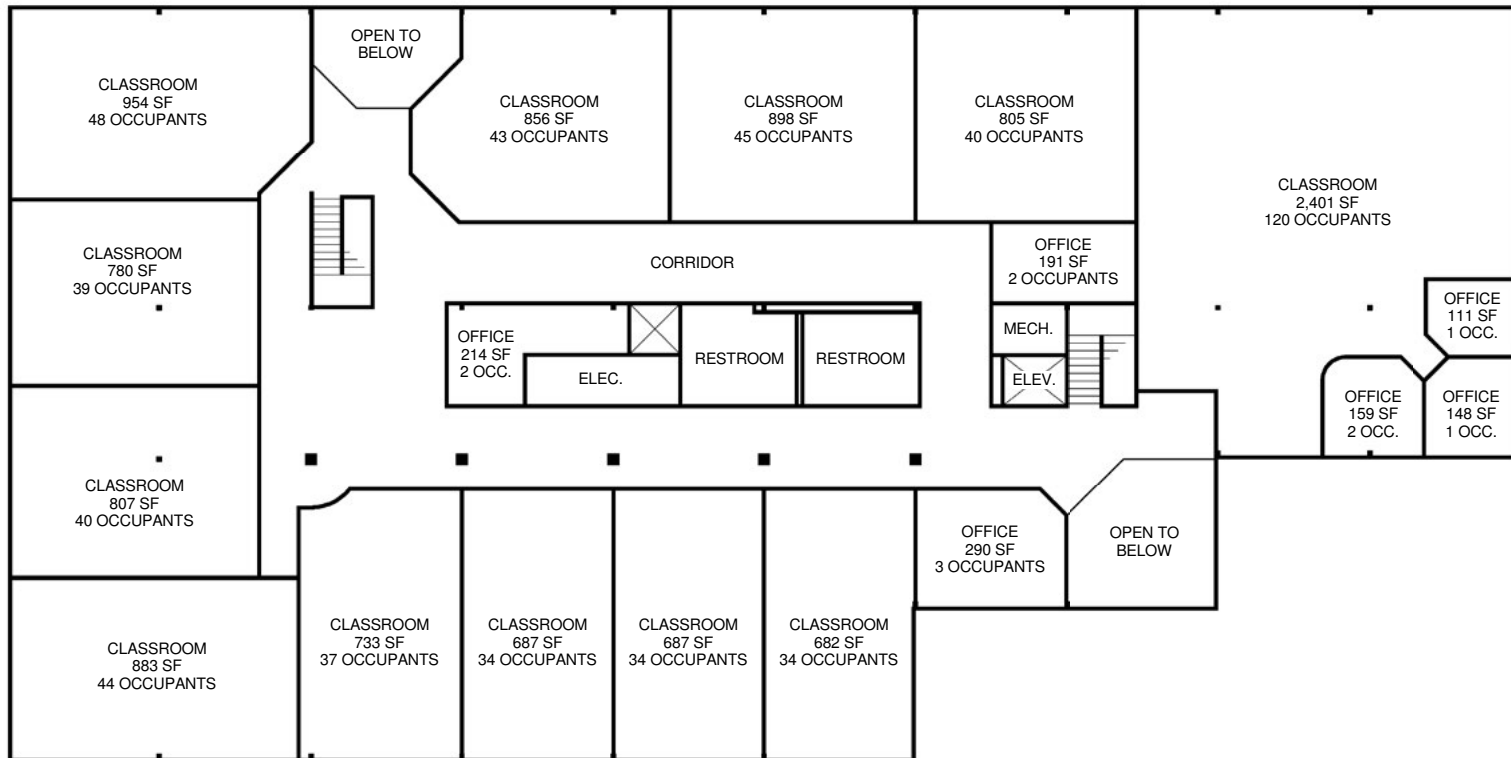 OPEN TO
BELOW
CLASSROOM
954 SF
48 OCCUPANTS
CLASSROOM
856 SF
43 OCCUPANTS
CLASSROOM
898 SF
45 OCCUPANTS
CLASSROOM
805 SF
40 OCCUPANTS
CLASSROOM
2,401 SF
120 OCCUPANTS
CLASSROOM
780 SF
39 OCCUPANTS
CORRIDOR
OFFICE
191 SF
2 OCCUPANTS
OFFICE
111 SF
1 OCC.
OFFICE
214 SF
2 OCC.
ELEC.
RESTROOM
RESTROOM
MECH.
ELEV.
OFFICE
159 SF
2 OCC.
OFFICE
148 SF
1 OCC.
CLASSROOM
807 SF
40 OCCUPANTS
OFFICE
290 SF
3 OCCUPANTS
OPEN TO
BELOW
CLASSROOM
883 SF
44 OCCUPANTS
CLASSROOM
733 SF
37 OCCUPANTS
CLASSROOM
687 SF
34 OCCUPANTS
CLASSROOM
687 SF
34 OCCUPANTS
CLASSROOM
682 SF
34 OCCUPANTS